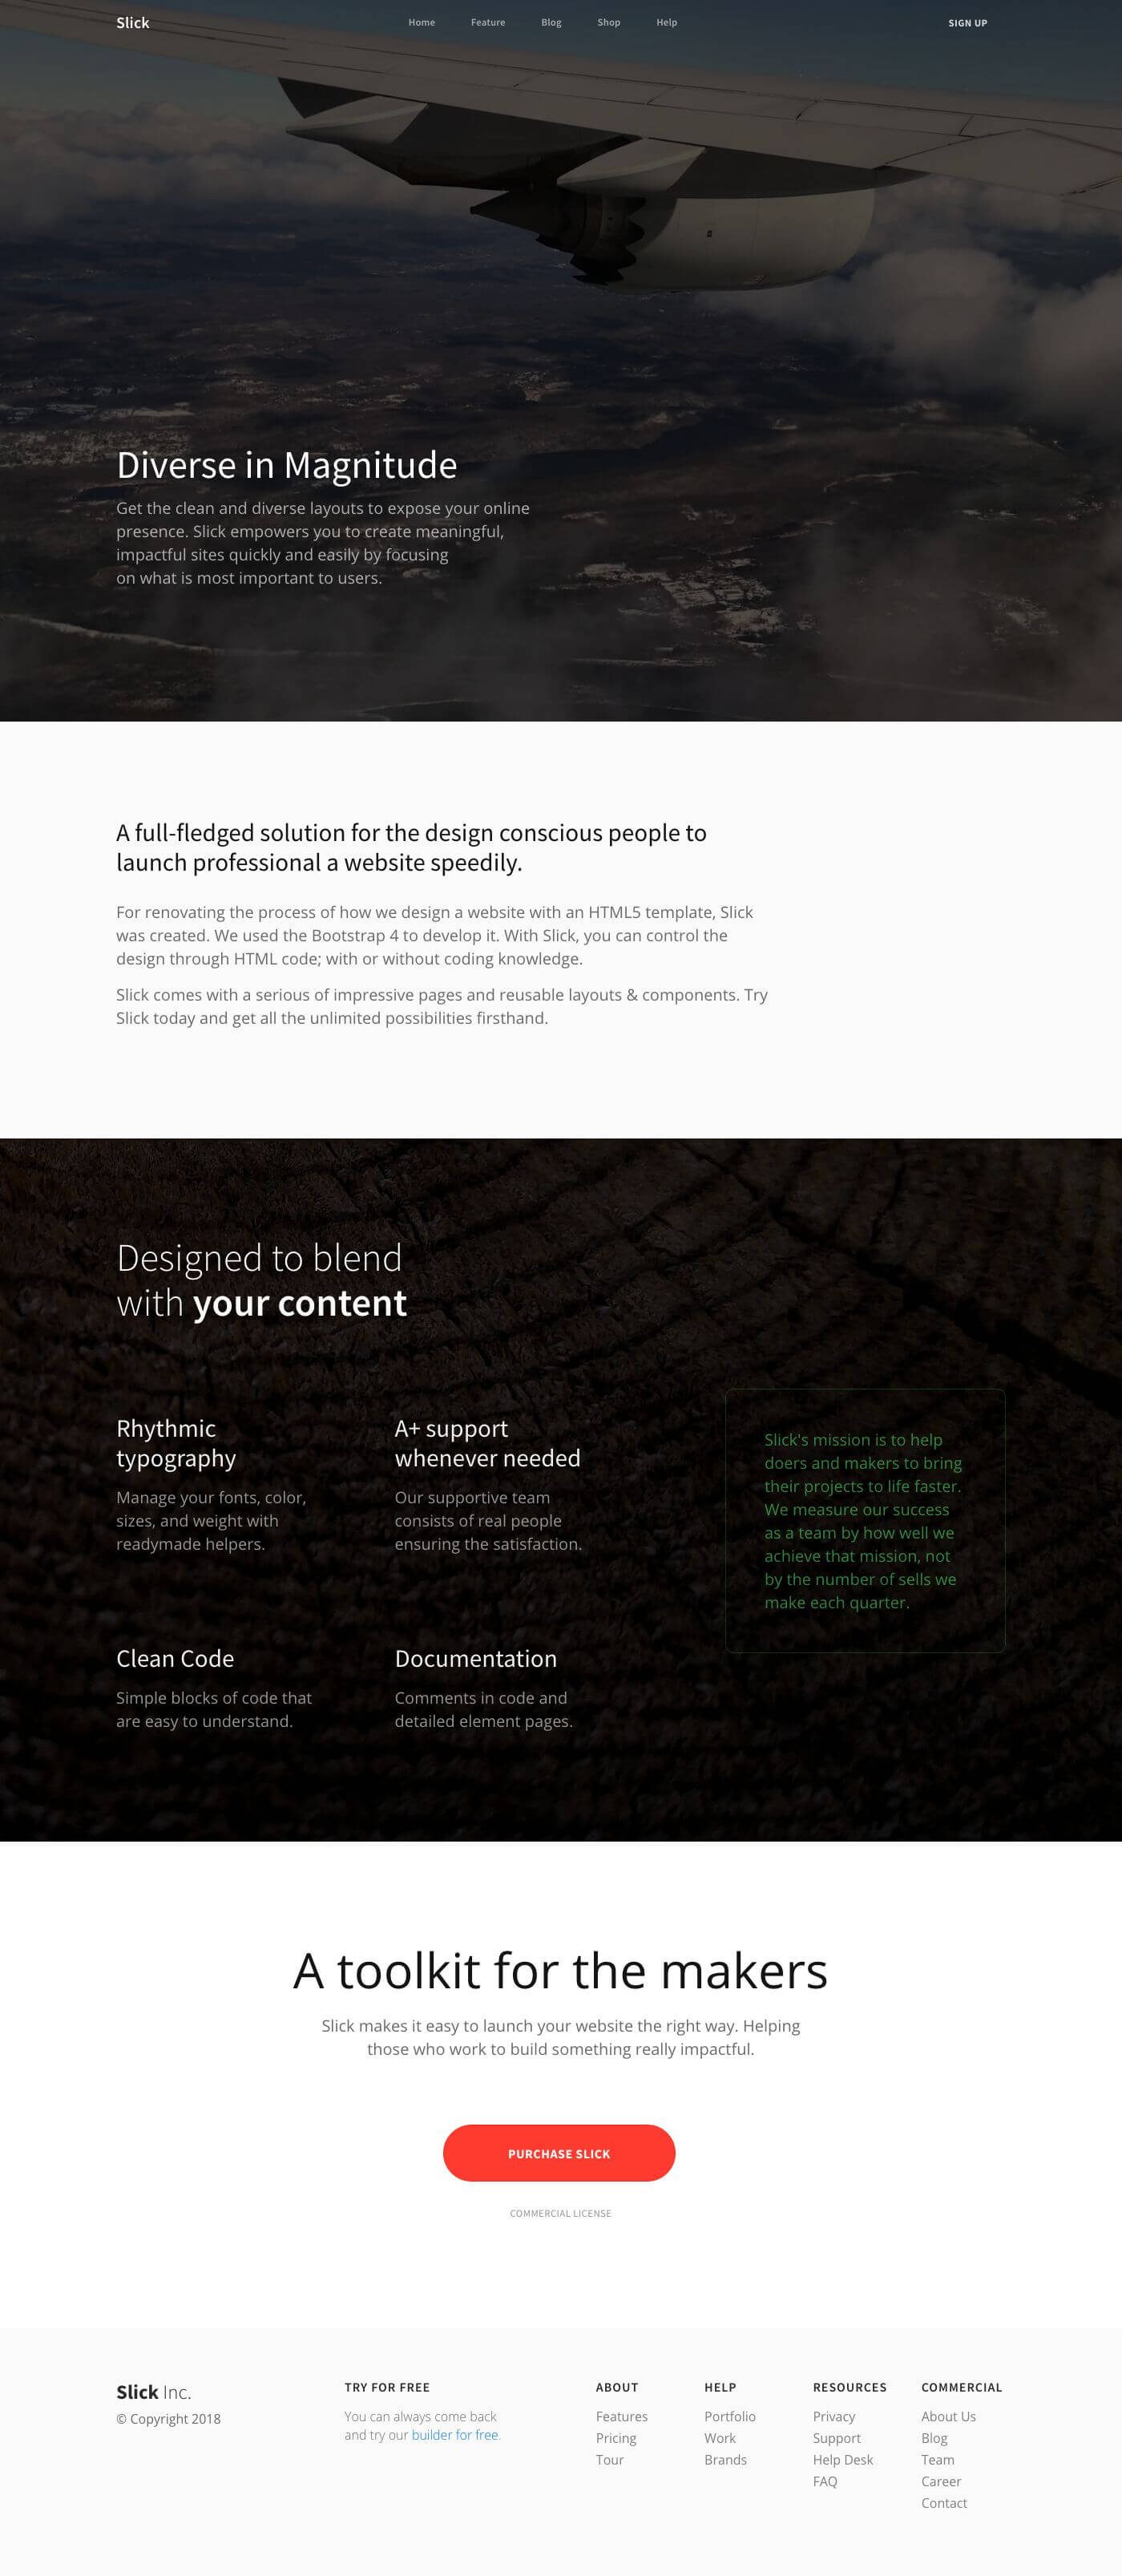 Slick
Home
Feature
Blog
Shop
Help
SIGN UP
Diverse in Magnitude
Get the clean and diverse layouts to expose your online
presence. Slick empowers you to create meaningful,
impactful sites quickly and easily by focusing
on what is most important to users.
A full-fledged solution for the design conscious people to
launch professional a website speedily.
For renovating the process of how we design a website with an HTML5 template, Slick
was created. We used the Bootstrap 4 to develop it. With Slick, you can control the
design through HTML code; with or without coding knowledge.
Slick comes with a serious of impressive pages and reusable layouts & components. Try
Slick today and get all the unlimited possibilities firsthand.
Designed to blend
with your content
Rhythmic
typography
Manage your fonts, color,
sizes, and weight with
readymade helpers.
A+ support
whenever needed
Our supportive team
consists of real people
ensuring the satisfaction.
Clean Code
Simple blocks of code that
are easy to understand.
Documentation
Comments in code and
detailed element pages.
Slick's mission is to help
doers and makers to bring
their projects to life faster.
We measure our success
as a team by how well we
achieve that mission, not
by the number of sells we
make each quarter.
A toolkit for the makers
Slick makes it easy to launch your website the right way. Helping
those who work to build something really impactful.
PURCHASE SLICK
COMMERCIAL LICENSE
Slick Inc.
© Copyright 2018
TRY FOR FREE
You can always come back
and try our builder for free.
ABOUT
Features
Pricing
Tour
HELP
Portfolio
Work
Brands
RESOURCES
Privacy
Support
Help Desk
FAQ
COMMERCIAL
About Us
Blog
Team
Career
Contact